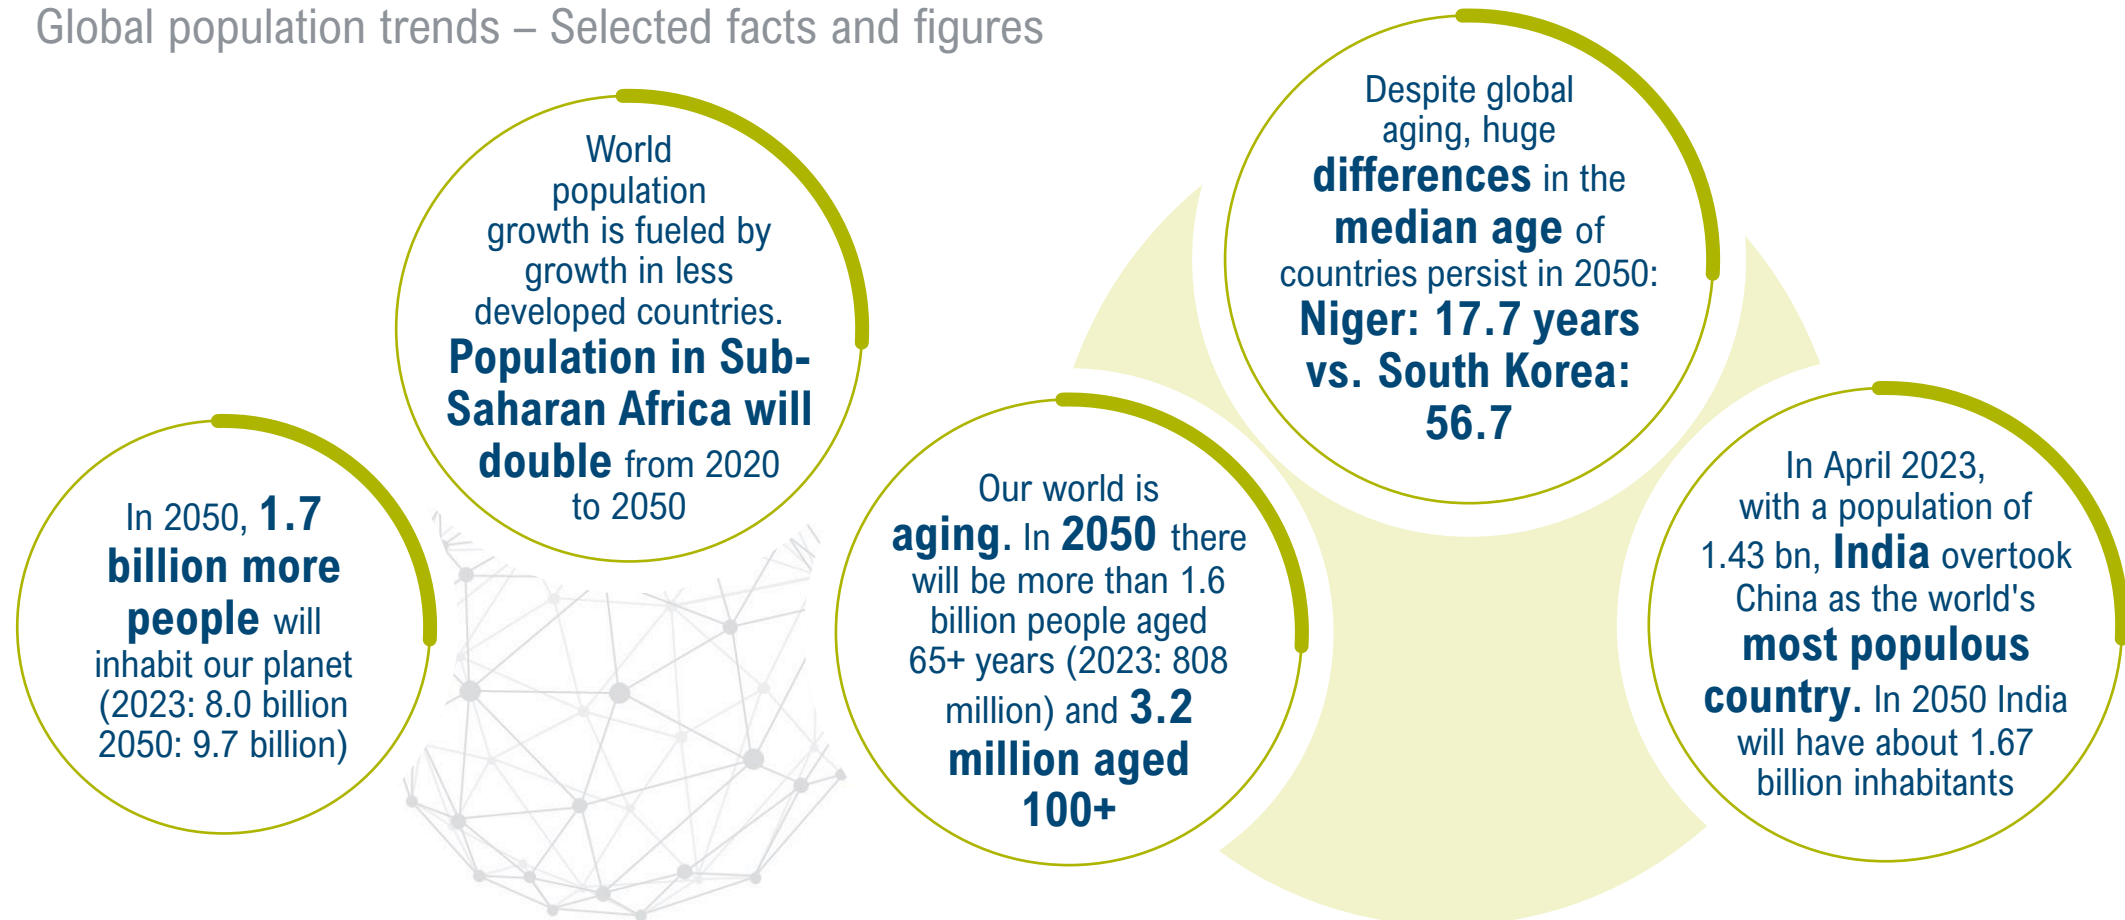 Global population trends – Selected facts and figures
In 2050, 1.7
billion more
people will
inhabit our planet
(2023: 8.0 billion
2050: 9.7 billion)
World
population
growth is fueled by
growth in less
developed countries.
Population in Sub-
Saharan Africa will
double from 2020
to 2050
Our world is
aging. In 2050 there
will be more than 1.6
billion people aged
65+ years (2023: 808
million) and 3.2
million aged
100+
Despite global
aging, huge
differences in the
median age of
countries persist in 2050:
Niger: 17.7 years
vs. South Korea:
56.7
In April 2023,
with a population of
1.43 bn, India overtook
China as the world's
most populous
country. In 2050 India
will have about 1.67
billion inhabitants